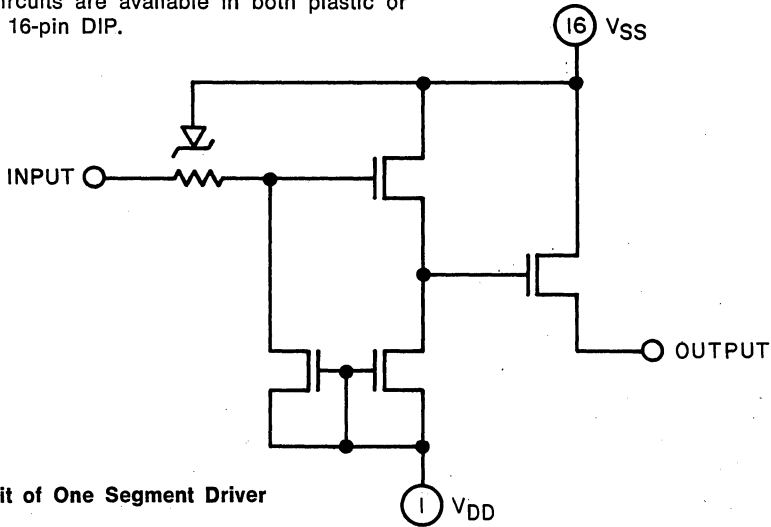 ircuits are available in both plastic or
16-pin DIP.
16 VSS
INPUT
OUTPUT
1 VDD
it of One Segment Driver